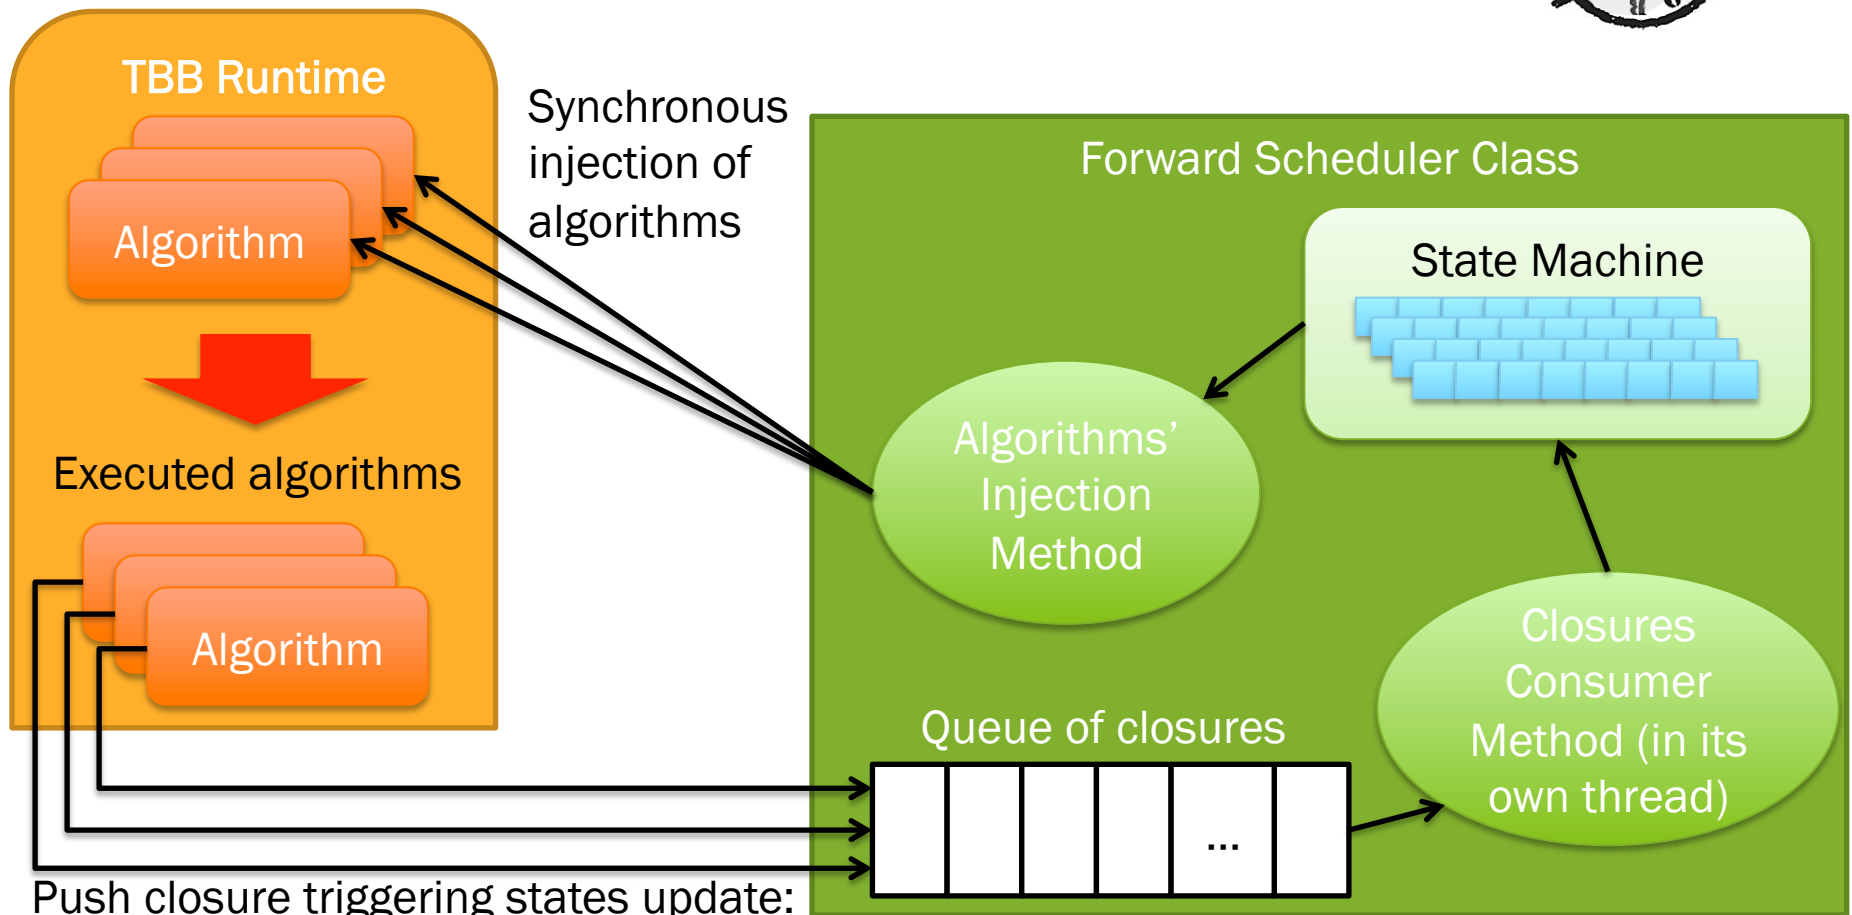 TBB Runtime
Algorithm
Executed algorithms
Algorithm
Synchronous
injection of
algorithms
Forward Scheduler Class
State Machine
Algorithms’
Injection
Method
Closures
Consumer
Method (in its
own thread)
Queue of closures
...
Push closure triggering states update: